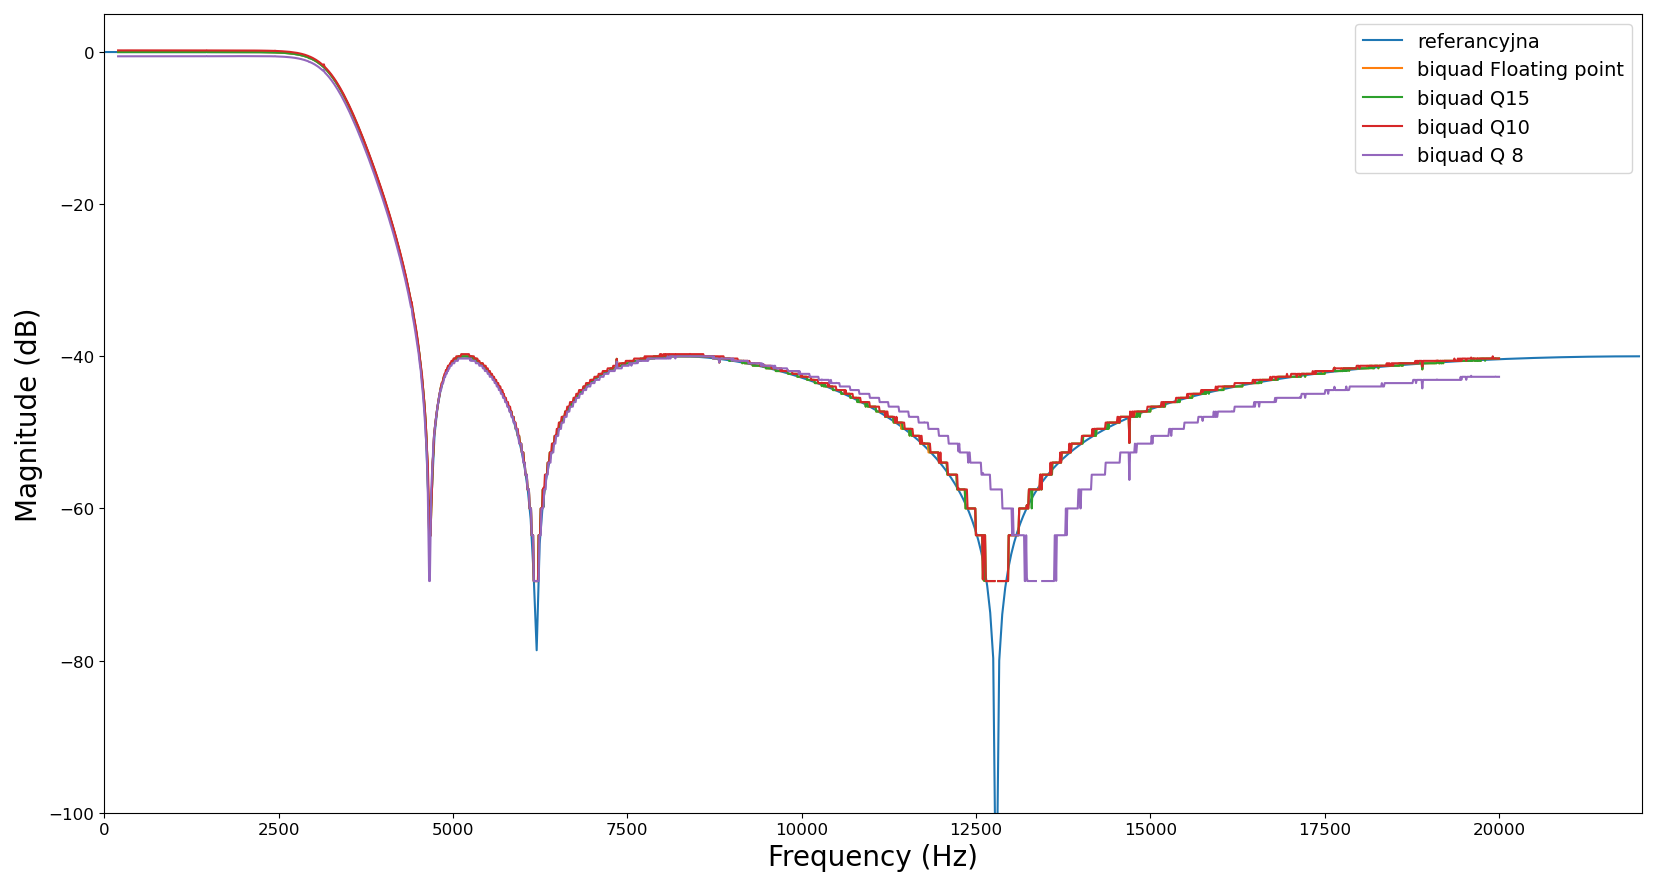 referancyjna
biquad Floating point
biquad Q15
biquad Q10
biquad Q 8
0
−20
−40
−60
−80
−100
Magnitude (dB)
0 2500 5000 7500 10000 12500 15000 17500 20000
Frequency (Hz)